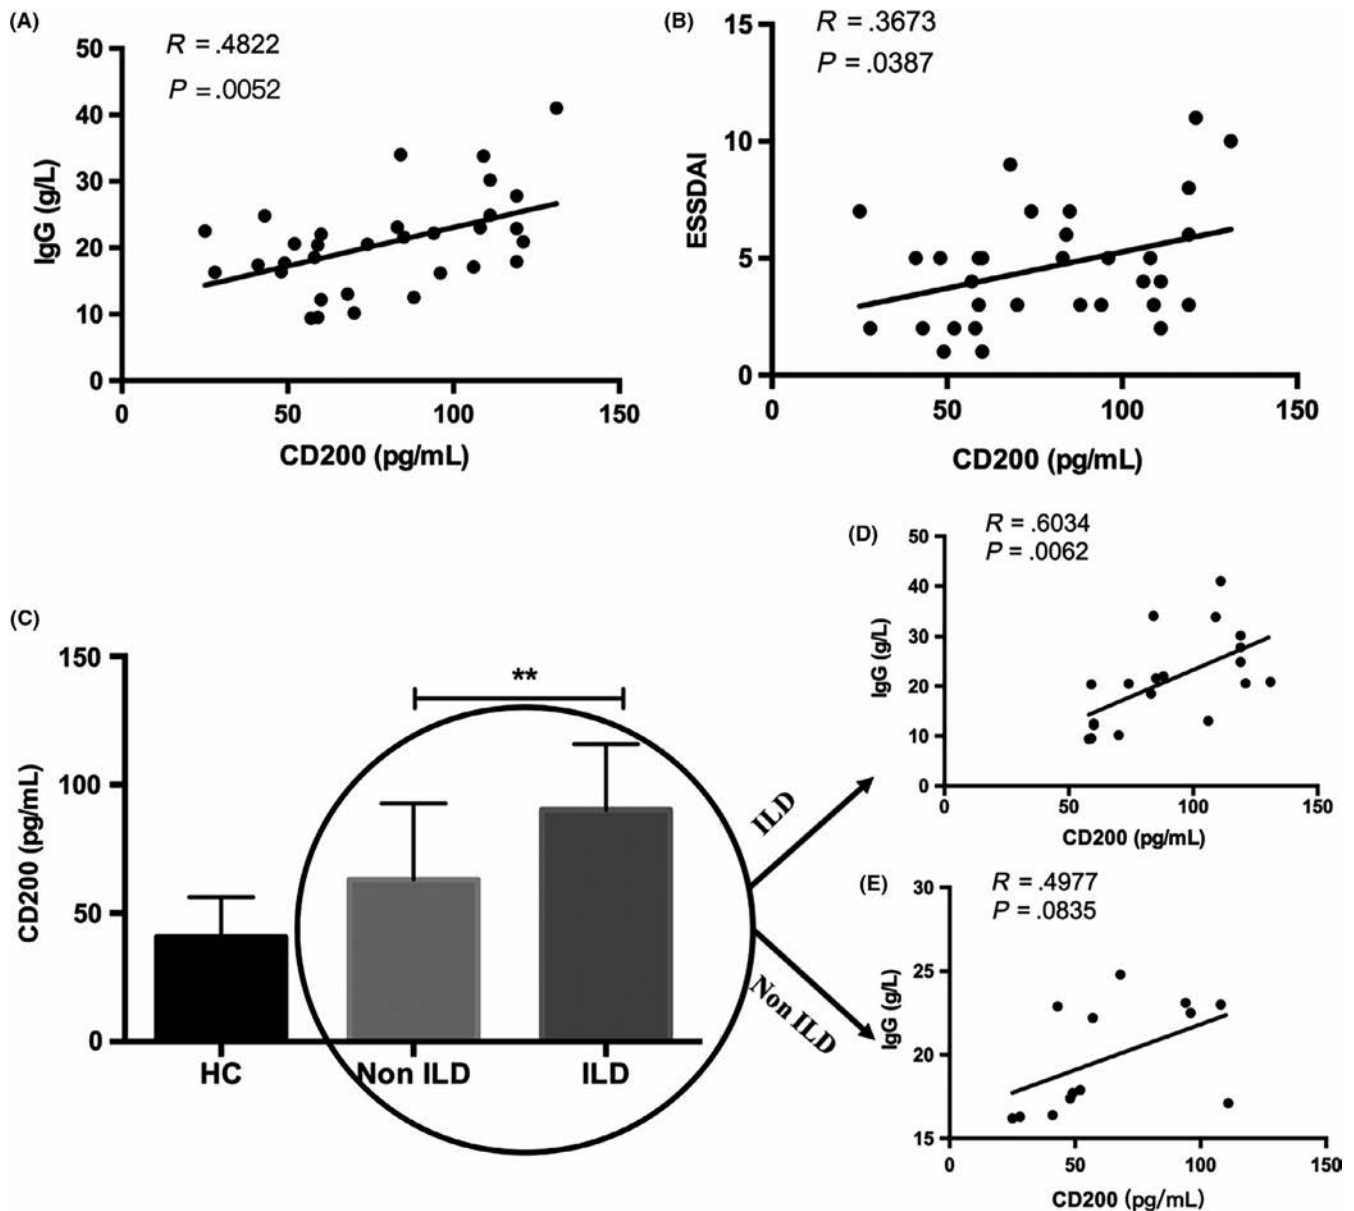 (A)
R = .4822
P = .0052
50
40
30
20
10
0
IgG (g/L)
0 50 100 150
CD200 (pg/mL)
(B)
R = .3673
P = .0387
15
10
5
0
ESSDAI
0 50 100 150
CD200 (pg/mL)
(C)
150
100
50
0
CD200 (pg/mL)
**
HC Non ILD ILD
ILD
Non ILD
(D)
R = .6034
P = .0062
50
40
30
20
10
0
IgG (g/L)
0 50 100 150
CD200 (pg/mL)
(E)
R = .4977
P = .0835
30
25
20
15
IgG (g/L)
0 50 100 150
CD200 (pg/mL)